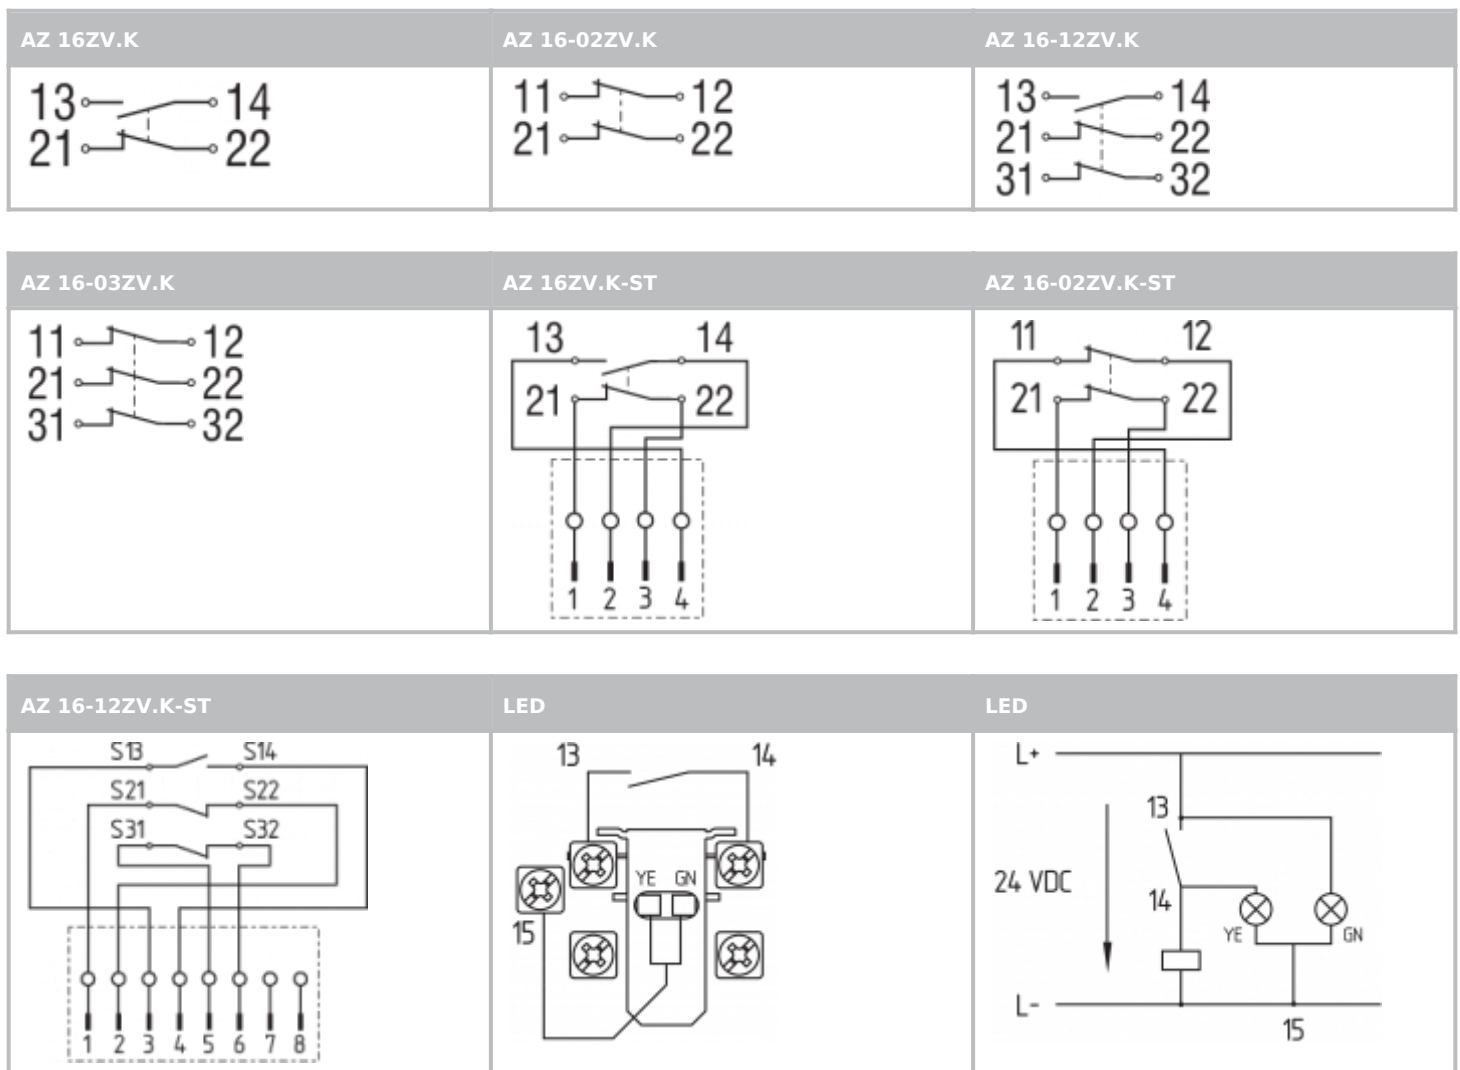 AZ 16ZV.K
AZ 16-02ZV.K
AZ 16-12ZV.K
13 14
21 22
11 12
21 22
13 14
21 22
31 32
AZ 16-03ZV.K
AZ 16ZV.K-ST
AZ 16-02ZV.K-ST
11 12
21 22
31 32
13 14
21 22
1 2 3 4
11 12
21 22
1 2 3 4
AZ 16-12ZV.K-ST
LED
LED
S13 S14
S21 S22
S31 S32
1 2 3 4 5 6 7 8
13 14
YE GN
15
L+
13
24 VDC
14
YE GN
L-
15